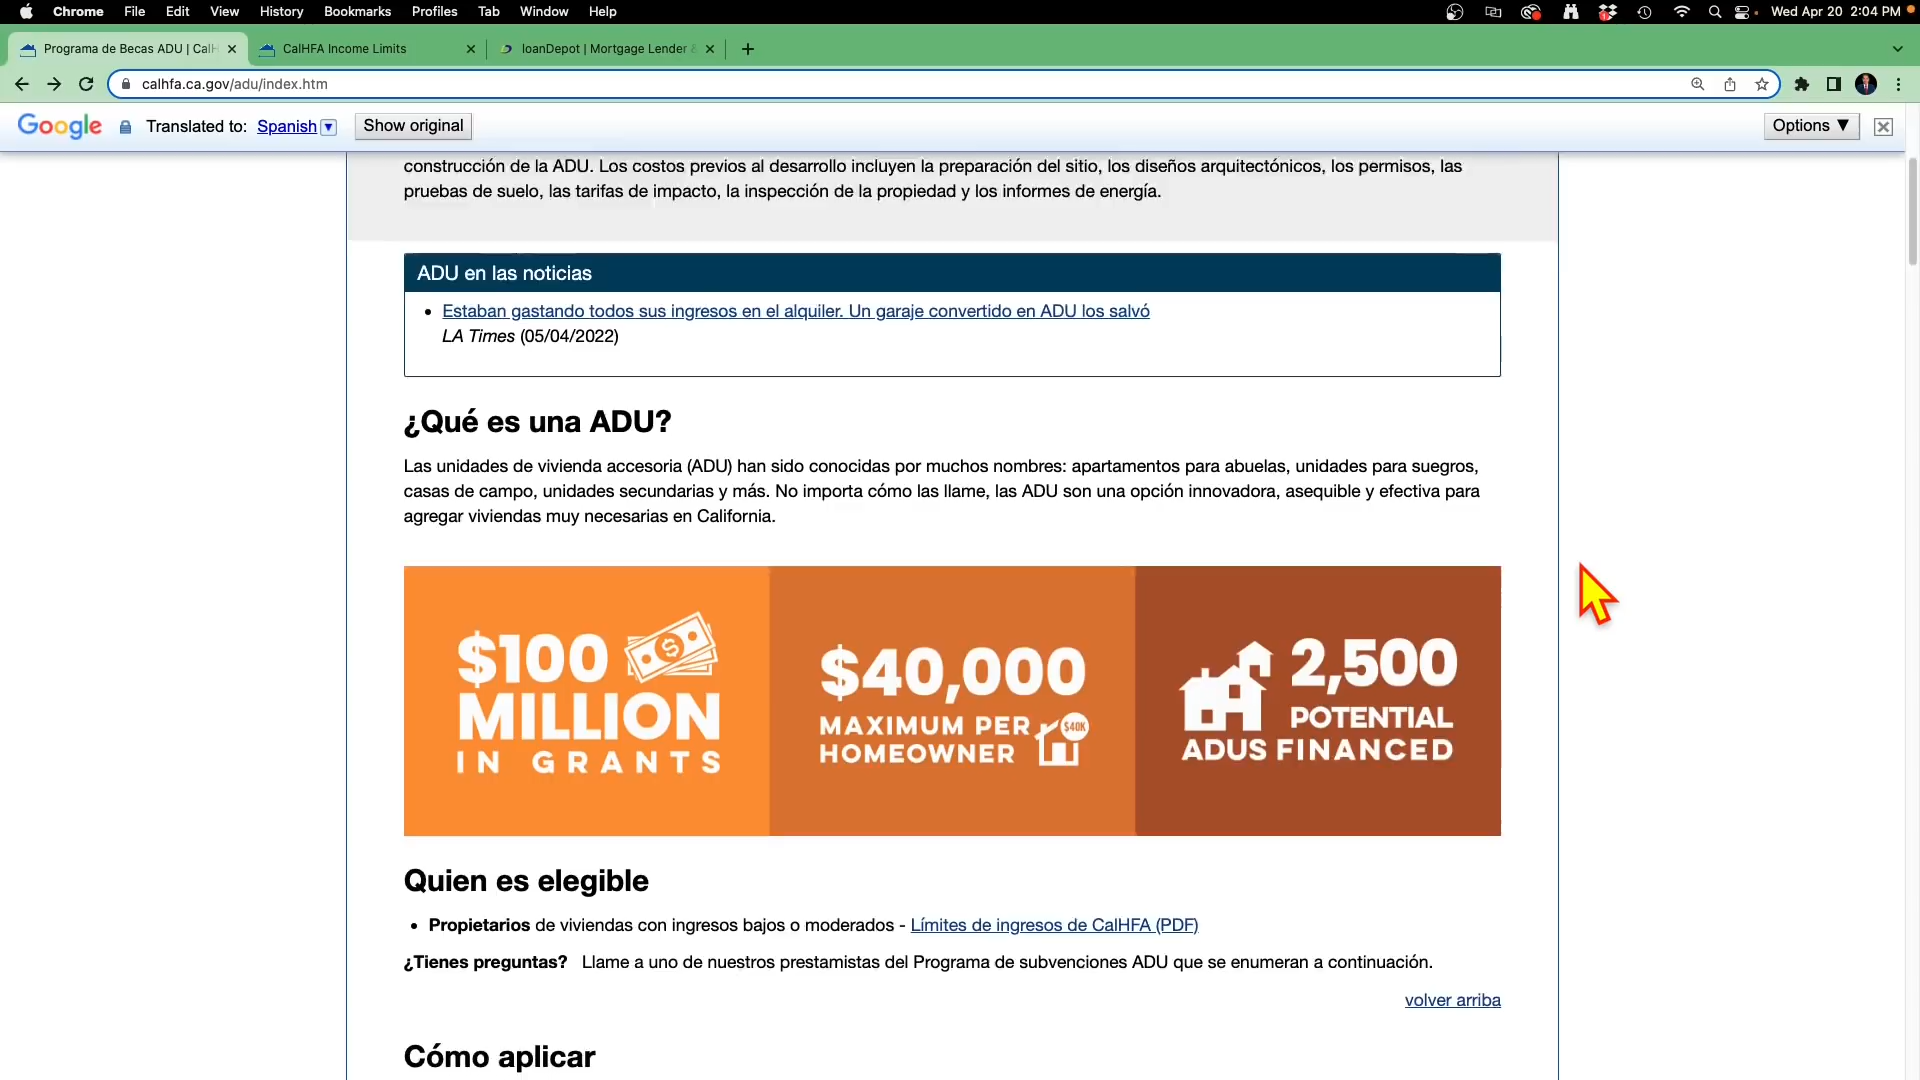 Chrome File Edit View History Bookmarks Profiles Tab Window Help Wed Apr 20 2:04 PM
Programa de Becas ADU | CalH CalHFA Income Limits loanDepot | Mortgage Lender
calhfa.ca.gov/adu/index.htm
Google Translated to: Spanish Show original Options ▼
construcción de la ADU. Los costos previos al desarrollo incluyen la preparación del sitio, los diseños arquitectónicos, los permisos, las
pruebas de suelo, las tarifas de impacto, la inspección de la propiedad y los informes de energía.
ADU en las noticias
• Estaban gastando todos sus ingresos en el alquiler. Un garaje convertido en ADU los salvó
LA Times (05/04/2022)
¿Qué es una ADU?
Las unidades de vivienda accesoria (ADU) han sido conocidas por muchos nombres: apartamentos para abuelas, unidades para suegros,
casas de campo, unidades secundarias y más. No importa cómo las llame, las ADU son una opción innovadora, asequible y efectiva para
agregar viviendas muy necesarias en California.
$100
MILLION
IN GRANTS
$40,000
MAXIMUM PER
HOMEOWNER
$40K
2,500
POTENTIAL
ADUS FINANCED
Quien es elegible
• Propietarios de viviendas con ingresos bajos o moderados - Límites de ingresos de CalHFA (PDF)
¿Tienes preguntas? Llame a uno de nuestros prestamistas del Programa de subvenciones ADU que se enumeran a continuación.
volver arriba
Cómo aplicar